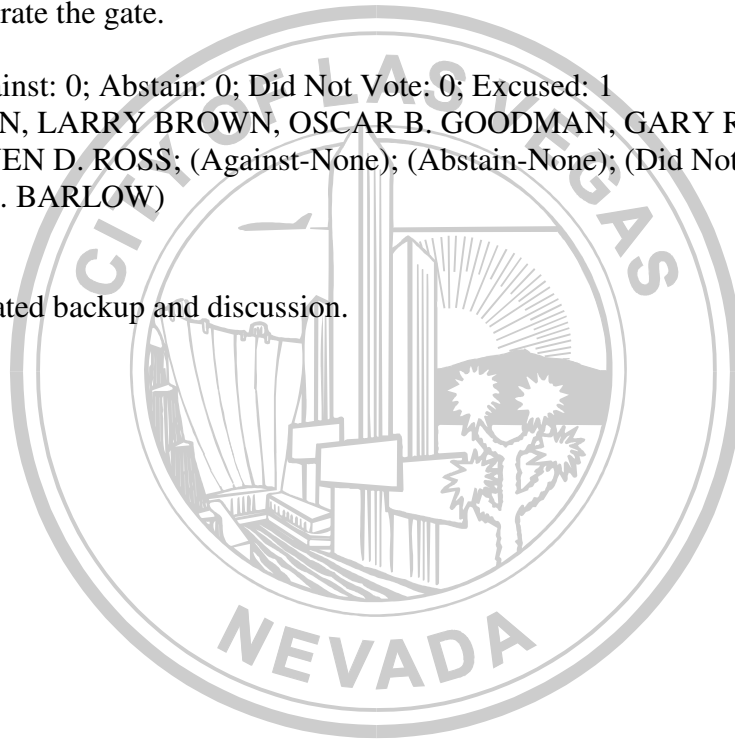 rate the gate.
ainst: 0; Abstain: 0; Did Not Vote: 0; Excused: 1
N, LARRY BROWN, OSCAR B. GOODMAN, GARY R
VEN D. ROSS; (Against-None); (Abstain-None); (Did Not
. BARLOW)
ated backup and discussion.
CITY OF LAS VEGAS
NEVADA